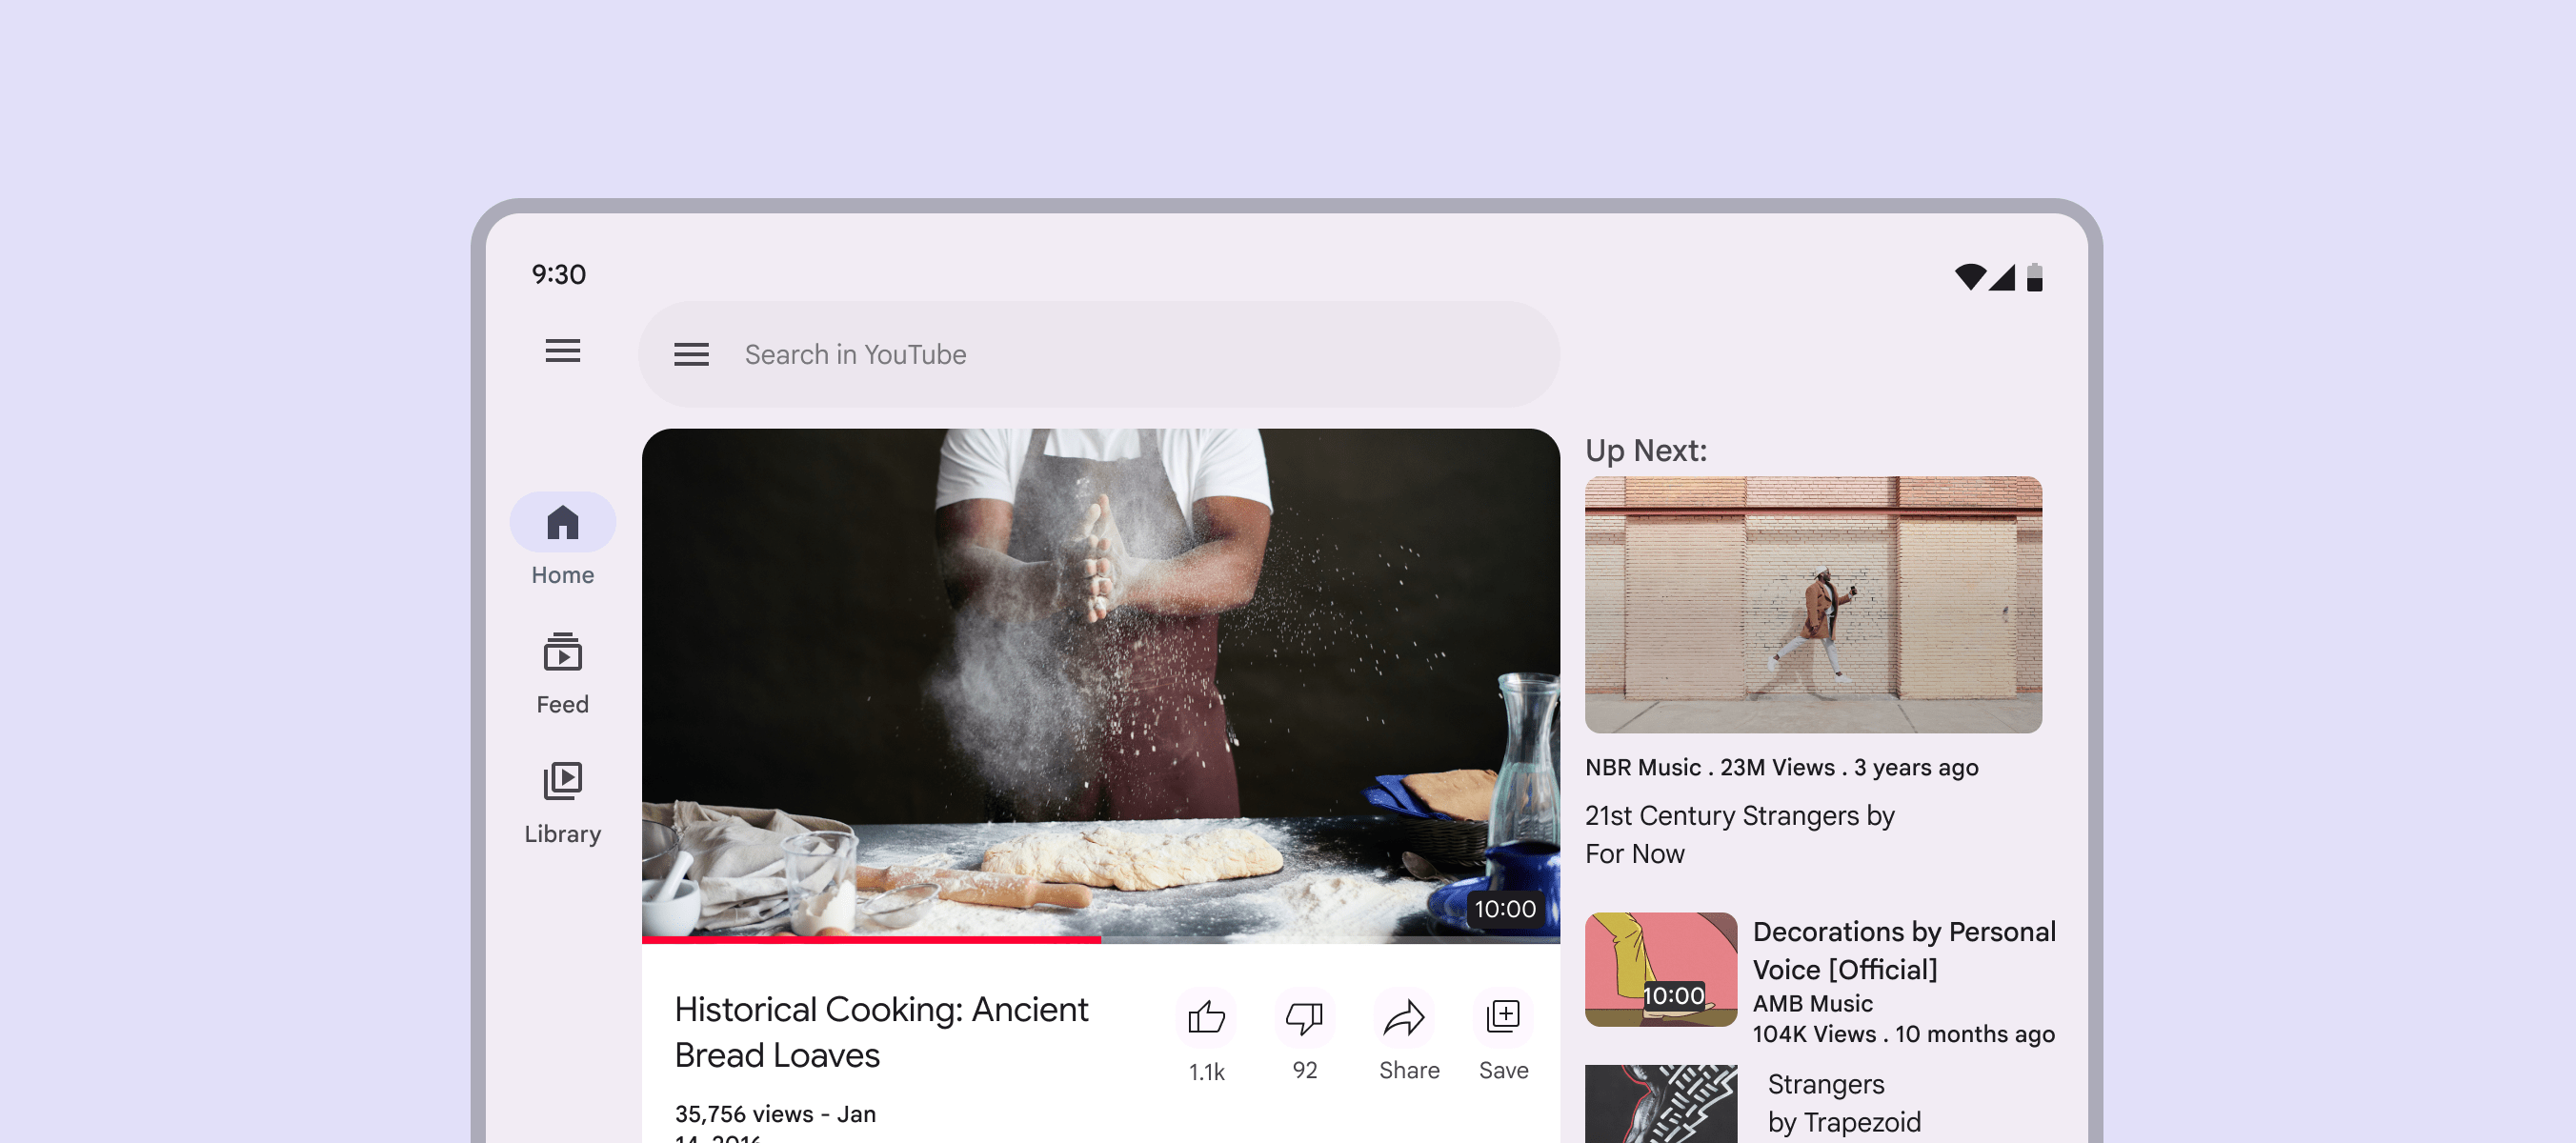 9:30
Search in YouTube
Home
Feed
Library
10:00
Historical Cooking: Ancient
Bread Loaves
1.1k
92
Share
Save
35,756 views - Jan
14, 2016
Up Next:
NBR Music . 23M Views . 3 years ago
21st Century Strangers by
For Now
10:00
Decorations by Personal
Voice [Official]
AMB Music
104K Views . 10 months ago
Strangers
by Trapezoid